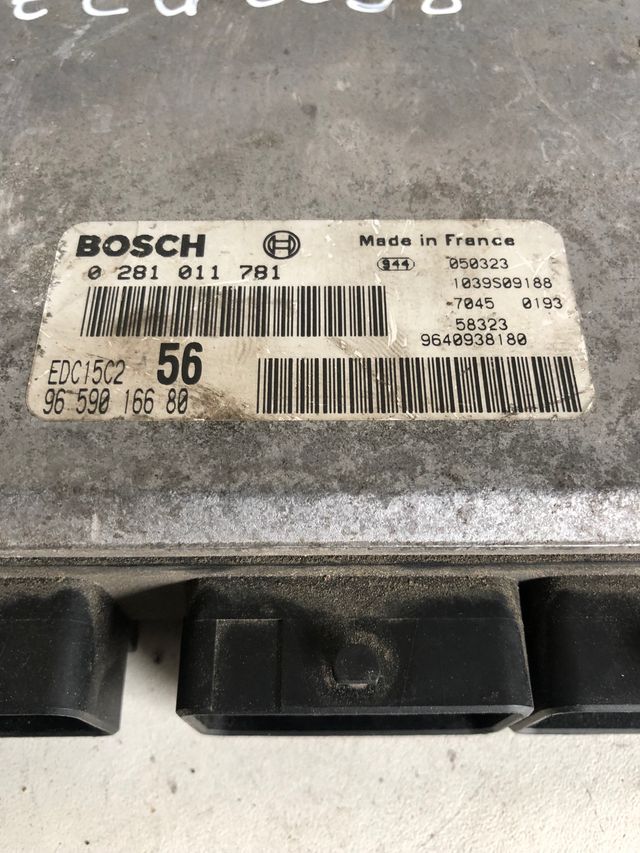 BOSCH
Made in France
0 281 011 781
944 050323
1039S09188
7045 0193
58323
9640938180
EDC15C2 56
96 590 166 80